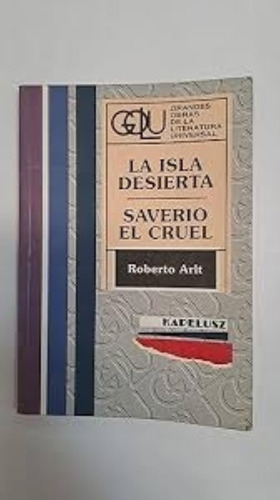 GOLU
GRANDES
OBRAS
DE LA
LITERATURA
UNIVERSAL
LA ISLA
DESIERTA
SAVERIO
EL CRUEL
Roberto Arlt
KAPELUSZ